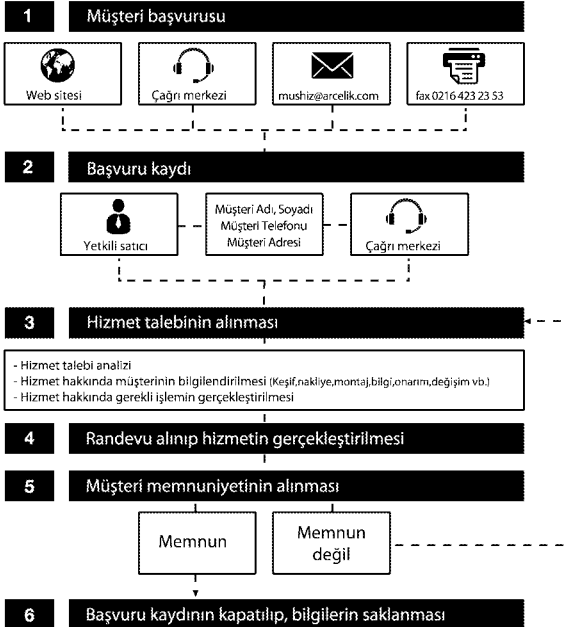 1 Müşteri başvurusu
Web sitesi
Çağrı merkezi
mushiz@arcelik.com
fax 0216 423 23 53
2 Başvuru kaydı
Yetkili satıcı
Müşteri Adı, Soyadı
Müşteri Telefonu
Müşteri Adresi
Çağrı merkezi
3 Hizmet talebinin alınması
- Hizmet talebi analizi
- Hizmet hakkında müşterinin bilgilendirilmesi (Keşif,nakliye,montaj,bilgi,onarım,değişim vb.)
- Hizmet hakkında gerekli işlemin gerçekleştirilmesi
4 Randevu alınıp hizmetin gerçekleştirilmesi
5 Müşteri memnuniyetinin alınması
Memnun
Memnun
değil
6 Başvuru kaydının kapatılıp, bilgilerin saklanması